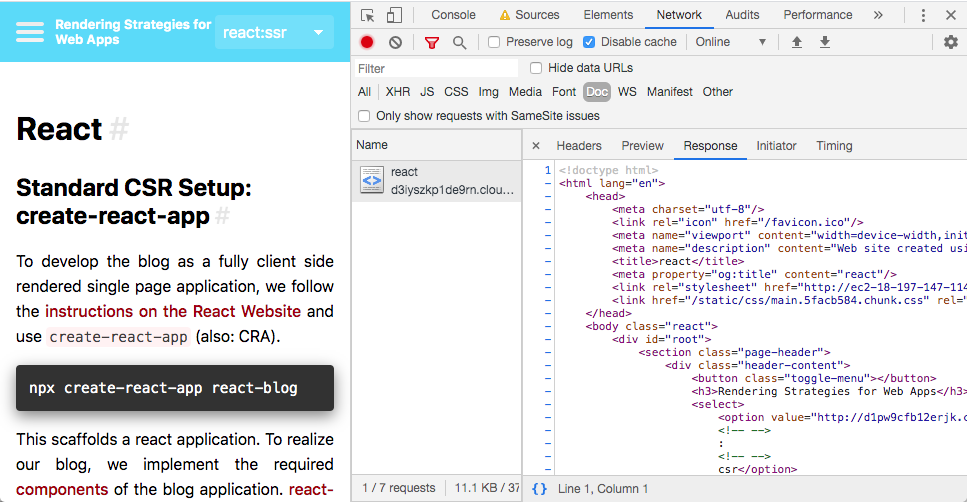 Rendering Strategies for
Web Apps
react:ssr
React #
Standard CSR Setup:
create-react-app #
To develop the blog as a fully client side
rendered single page application, we follow
the instructions on the React Website and
use create-react-app (also: CRA).
npx create-react-app react-blog
This scaffolds a react application. To realize
our blog, we implement the required
components of the blog application. react-
Console Sources Elements Network Audits Performance »
Preserve log Disable cache Online
Filter Hide data URLs
All XHR JS CSS Img Media Font Doc WS Manifest Other
Only show requests with SameSite issues
Name
react
d3iyszkp1de9rn.clou...
1 / 7 requests 11.1 KB / 37
× Headers Preview Response Initiator Timing
1 <!doctype html>
- <html lang="en">
- <head>
- <meta charset="utf-8"/>
- <link rel="icon" href="/favicon.ico"/>
- <meta name="viewport" content="width=device-width,init
- <meta name="description" content="Web site created usi
- <title>react</title>
- <meta property="og:title" content="react"/>
- <link rel="stylesheet" href="http://ec2-18-197-147-114
- <link href="/static/css/main.5facb584.chunk.css" rel="
- </head>
- <body class="react">
- <div id="root">
- <section class="page-header">
- <div class="header-content">
- <button class="toggle-menu"></button>
- <h3>Rendering Strategies for Web Apps</h3
- <select>
- <option value="http://d1pw9cfb12erjk.c
- <!-- -->
- :
- <!-- -->
- csr</option>
{} Line 1, Column 1